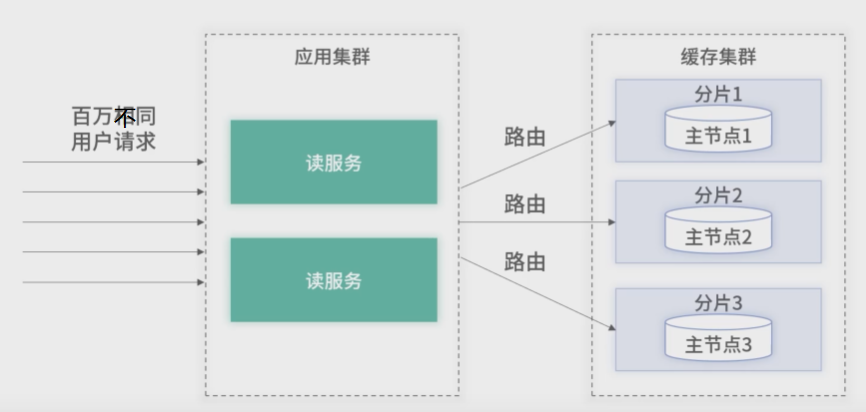 应用集群
缓存集群
百万不同
用户请求
读服务
读服务
路由
路由
路由
分片1
主节点1
分片2
主节点2
分片3
主节点3